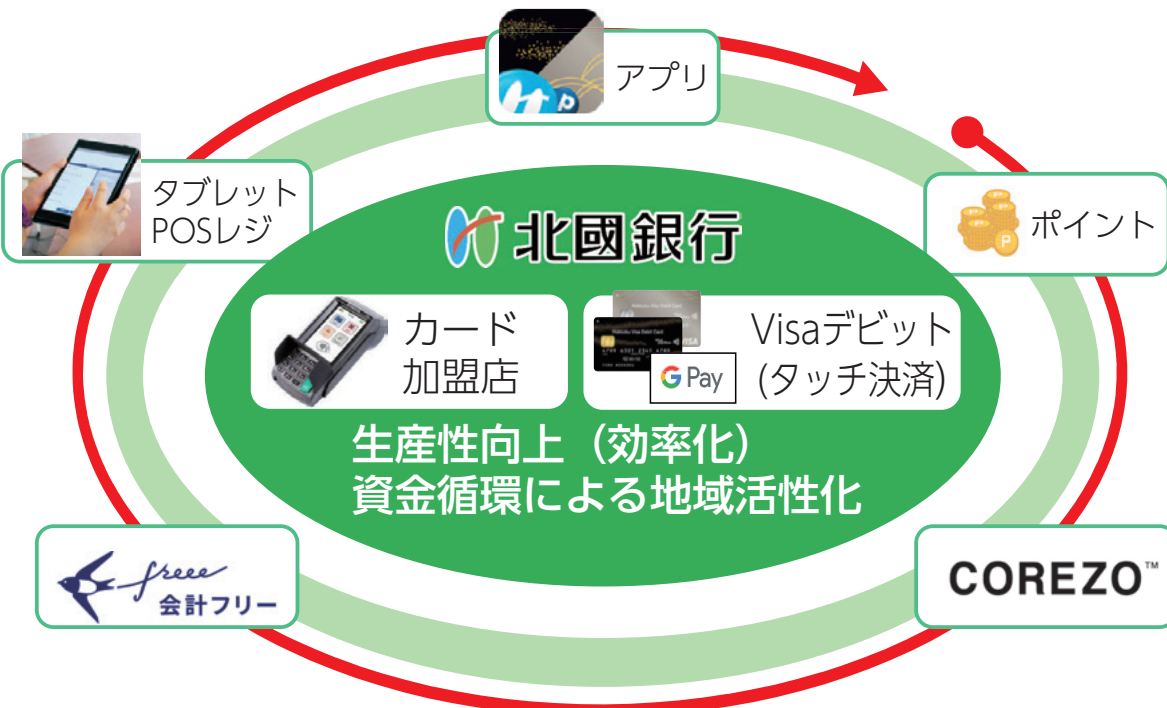 アプリ
タブレット
POSレジ
ポイント
北國銀行
カード
加盟店
Visaデビット
(タッチ決済)
G Pay
生産性向上（効率化）
資金循環による地域活性化
freee
会計フリー
COREZO™